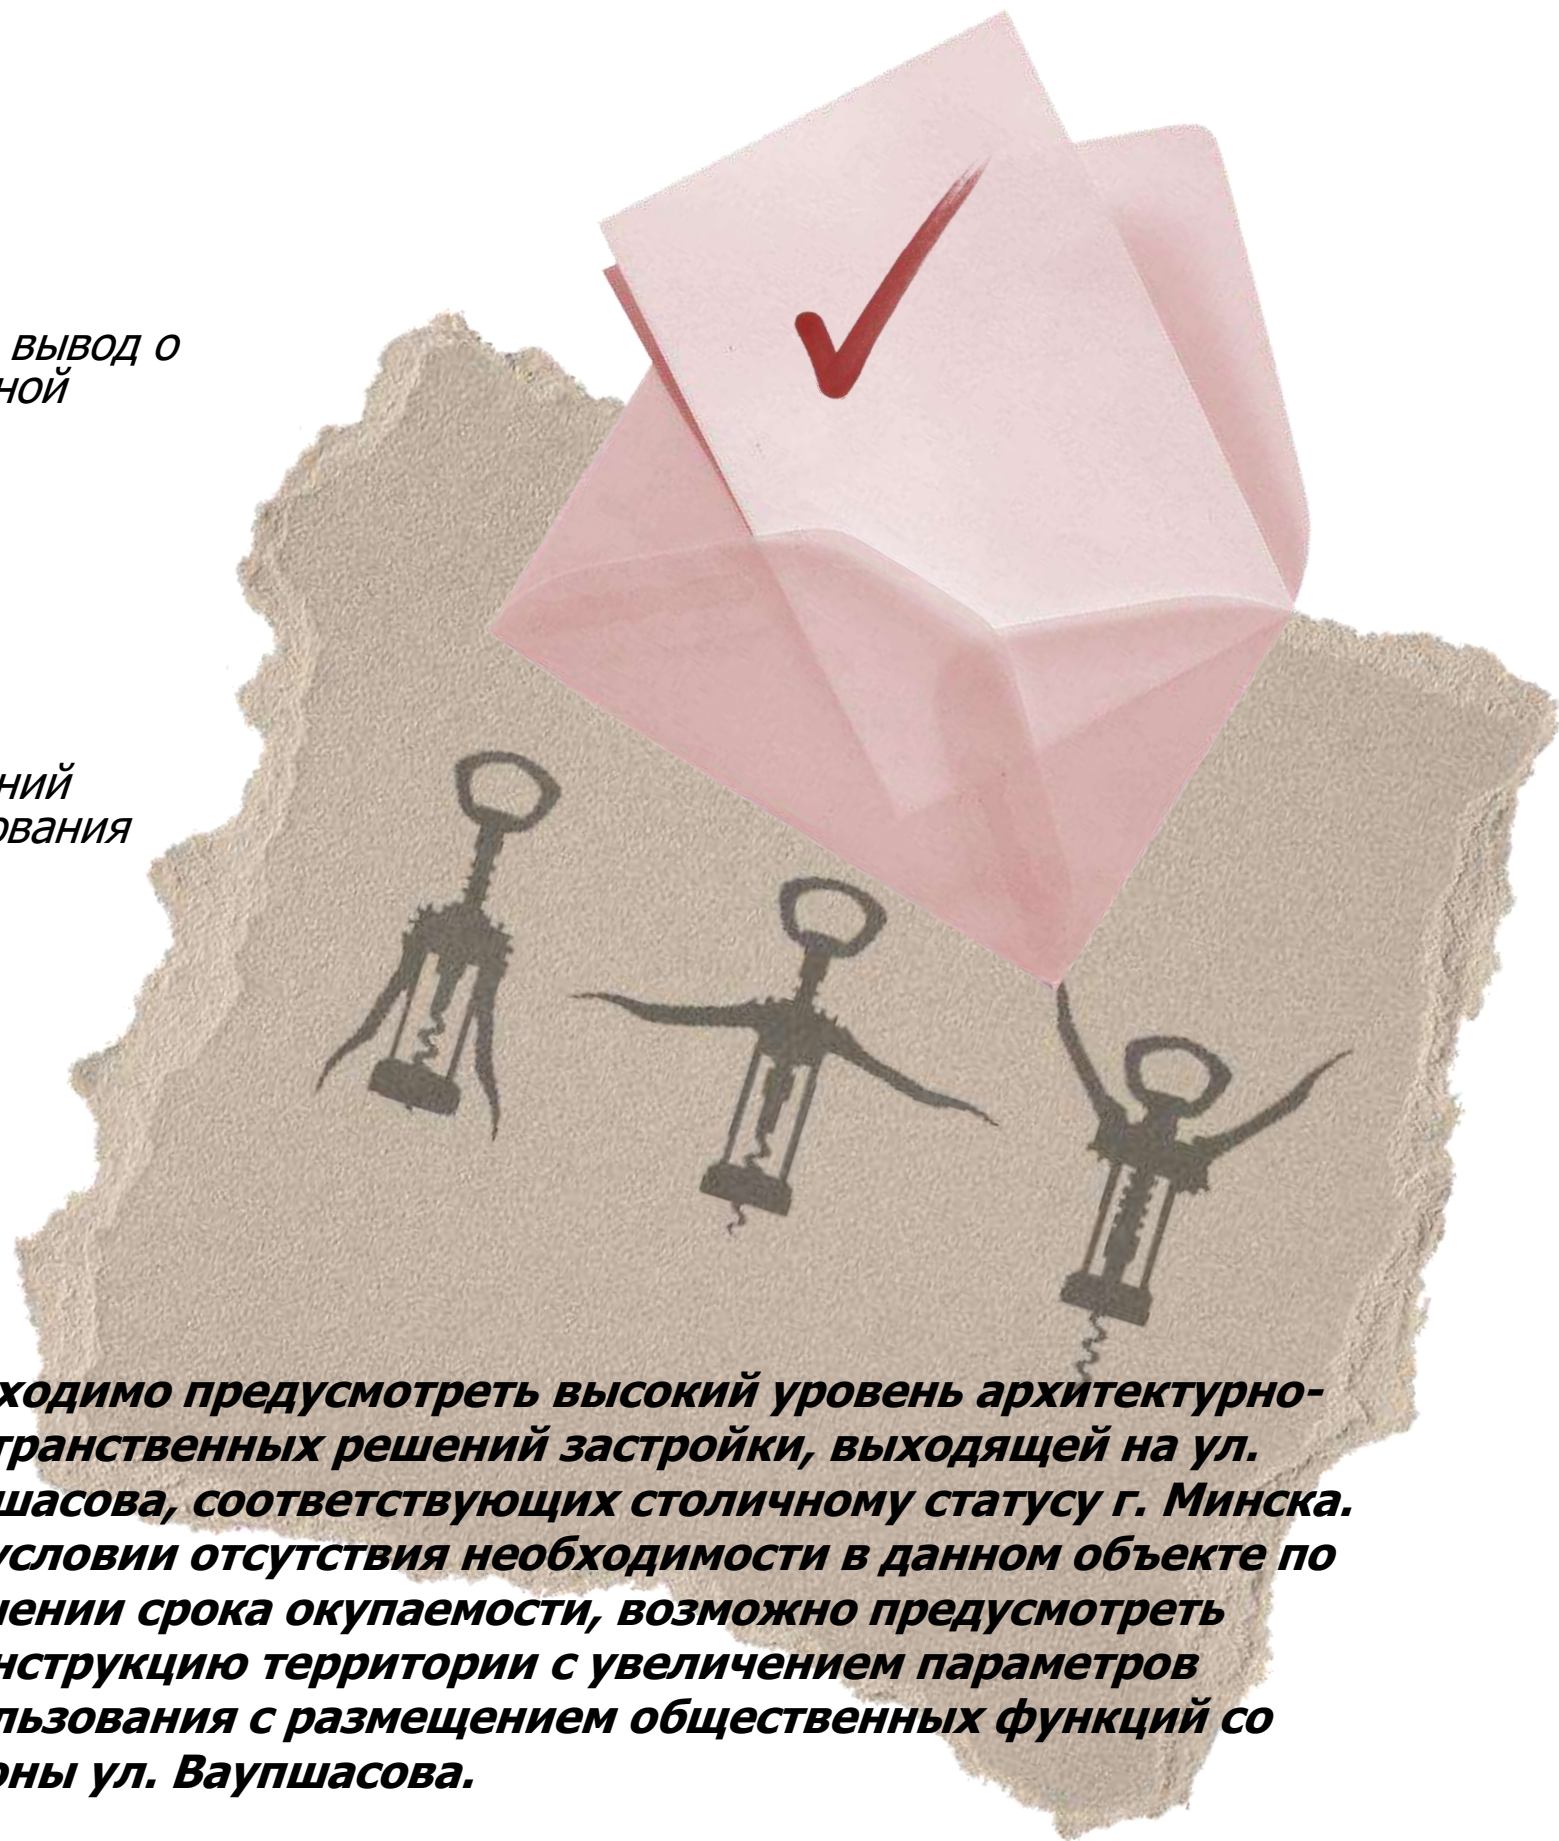 вывод о
ной
ний
ования
ходимо предусмотреть высокий уровень архитектурно-
транственных решений застройки, выходящей на ул.
шасова, соответствующих столичному статусу г. Минска.
условии отсутствия необходимости в данном объекте по
чении срока окупаемости, возможно предусмотреть
нструкцию территории с увеличением параметров
льзования с размещением общественных функций со
оны ул. Ваупшасова.